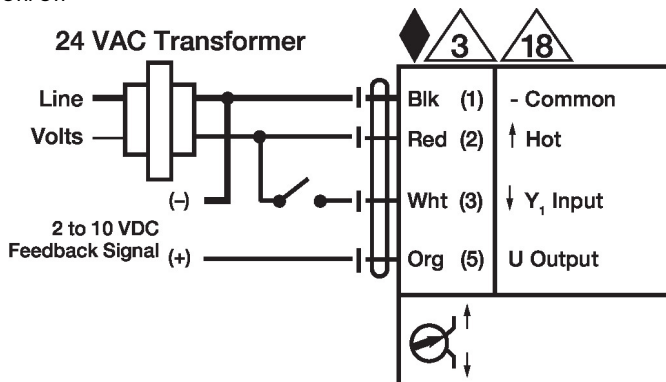 24 VAC Transformer
3
18
Line
Volts
Blk (1) - Common
Red (2) ↑ Hot
Wht (3) ↓ Y₁ Input
Org (5) U Output
(–)
2 to 10 VDC
Feedback Signal (+)